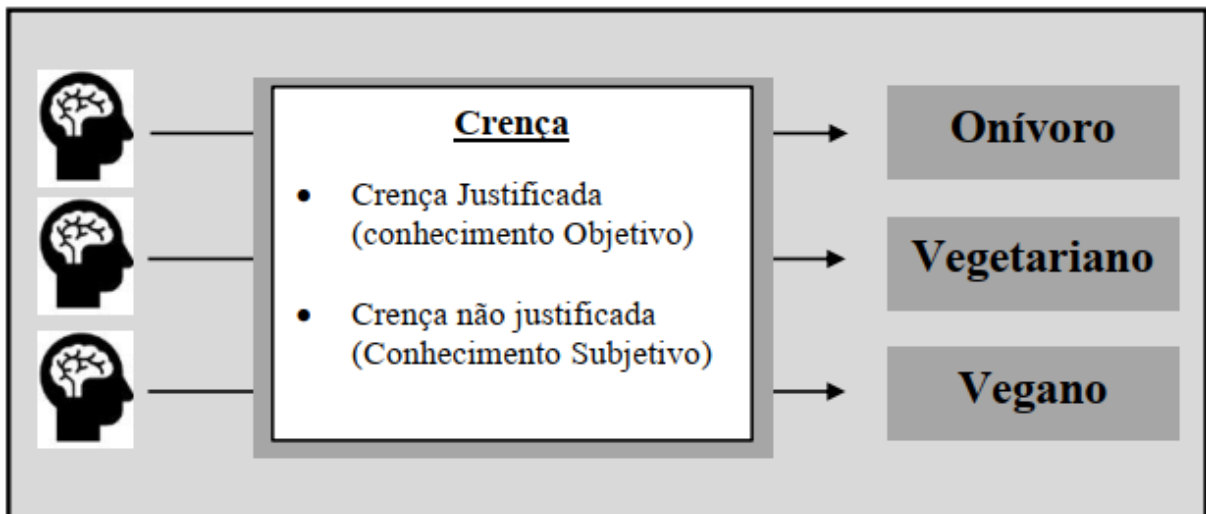 Crença
• Crença Justificada
(conhecimento Objetivo)
• Crença não justificada
(Conhecimento Subjetivo)
Onívoro
Vegetariano
Vegano